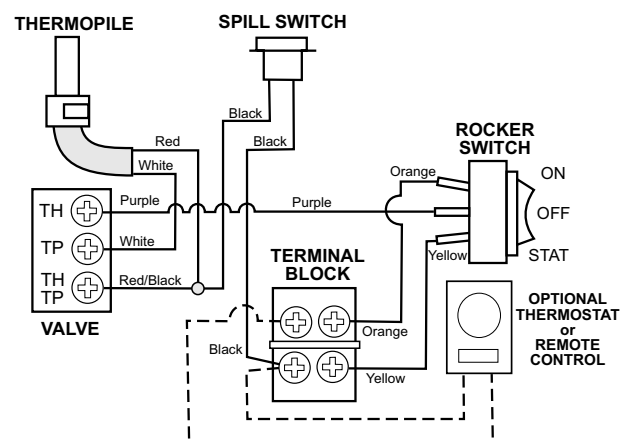 THERMOPILE
SPILL SWITCH
Black
Red
Black
White
ROCKER
SWITCH
Orange
ON
TH
Purple
Purple
OFF
TP
White
Yellow
STAT
TH
TP
Red/Black
TERMINAL
BLOCK
VALVE
Orange
OPTIONAL
THERMOSTAT
or
REMOTE
CONTROL
Black
Yellow